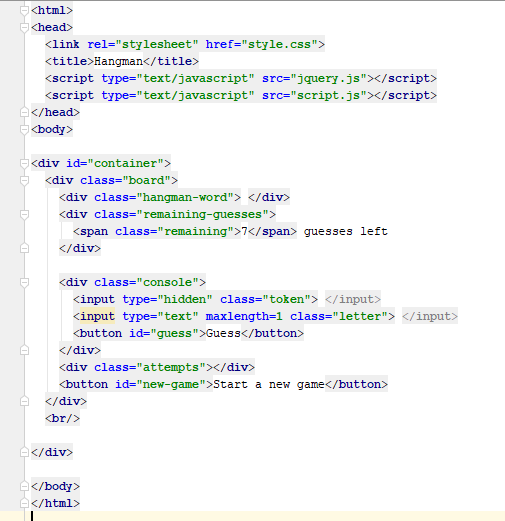 <html>
<head>
  <link rel="stylesheet" href="style.css">
  <title>Hangman</title>
  <script type="text/javascript" src="jquery.js"></script>
  <script type="text/javascript" src="script.js"></script>
</head>
<body>

<div id="container">
  <div class="board">
    <div class="hangman-word"> </div>
    <div class="remaining-guesses">
      <span class="remaining">7</span> guesses left
    </div>

    <div class="console">
      <input type="hidden" class="token"> </input>
      <input type="text" maxlength=1 class="letter"> </input>
      <button id="guess">Guess</button>
    </div>
    <div class="attempts"></div>
    <button id="new-game">Start a new game</button>
  </div>
  <br/>

</div>

</body>
</html>